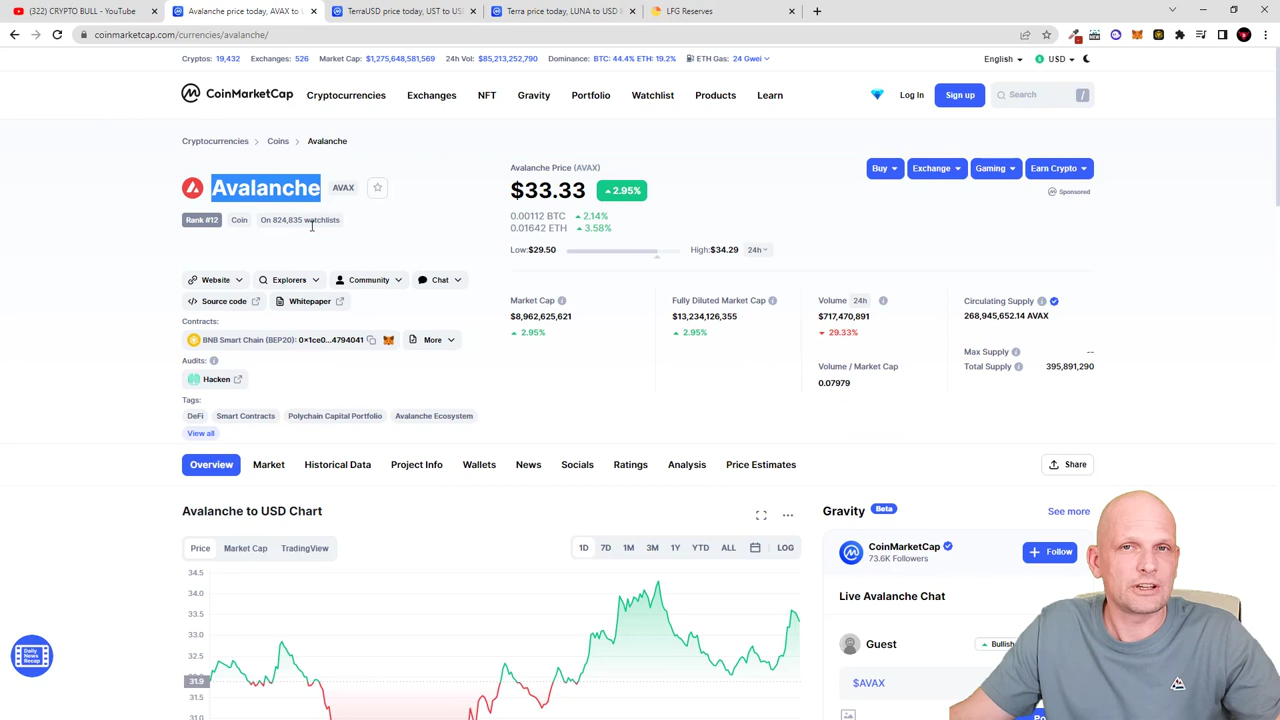 (322) CRYPTO BULL - YouTube
Avalanche price today, AVAX to
TerraUSD price today, UST to USD
Terra price today, LUNA to USD
LFG Reserves
coinmarketcap.com/currencies/avalanche/
Cryptos: 19,432 Exchanges: 526 Market Cap: $1,275,648,581,569 24h Vol: $85,213,252,790 Dominance: BTC: 44.4% ETH: 19.2% ETH Gas: 24 Gwei
English USD
CoinMarketCap Cryptocurrencies Exchanges NFT Gravity Portfolio Watchlist Products Learn
Log In Sign up Search /
Cryptocurrencies > Coins > Avalanche
Avalanche AVAX
Rank #12 Coin On 824,835 watchlists
Avalanche Price (AVAX)
$33.33 2.95%
0.00112 BTC 2.14%
0.01642 ETH 3.58%
Low: $29.50 High: $34.29 24h
Buy Exchange Gaming Earn Crypto
Sponsored
Website Explorers Community Chat
Source code Whitepaper
Contracts:
BNB Smart Chain (BEP20): 0x1ce0...4794041 More
Audits:
Hacken
Tags:
DeFi Smart Contracts Polychain Capital Portfolio Avalanche Ecosystem
View all
Market Cap
$8,962,625,621
2.95%
Fully Diluted Market Cap
$13,234,126,355
2.95%
Volume 24h
$717,470,891
29.33%
Volume / Market Cap
0.07979
Circulating Supply
268,945,652.14 AVAX
Max Supply --
Total Supply 395,891,290
Overview Market Historical Data Project Info Wallets News Socials Ratings Analysis Price Estimates
Share
Avalanche to USD Chart
Price Market Cap TradingView
1D 7D 1M 3M 1Y YTD ALL LOG
34.5
34.0
33.5
33.0
32.5
31.9
31.5
31.0
Gravity Beta See more
CoinMarketCap
73.6K Followers
Follow
Live Avalanche Chat
Guest
Bullish
$AVAX
Daily
News
Recap